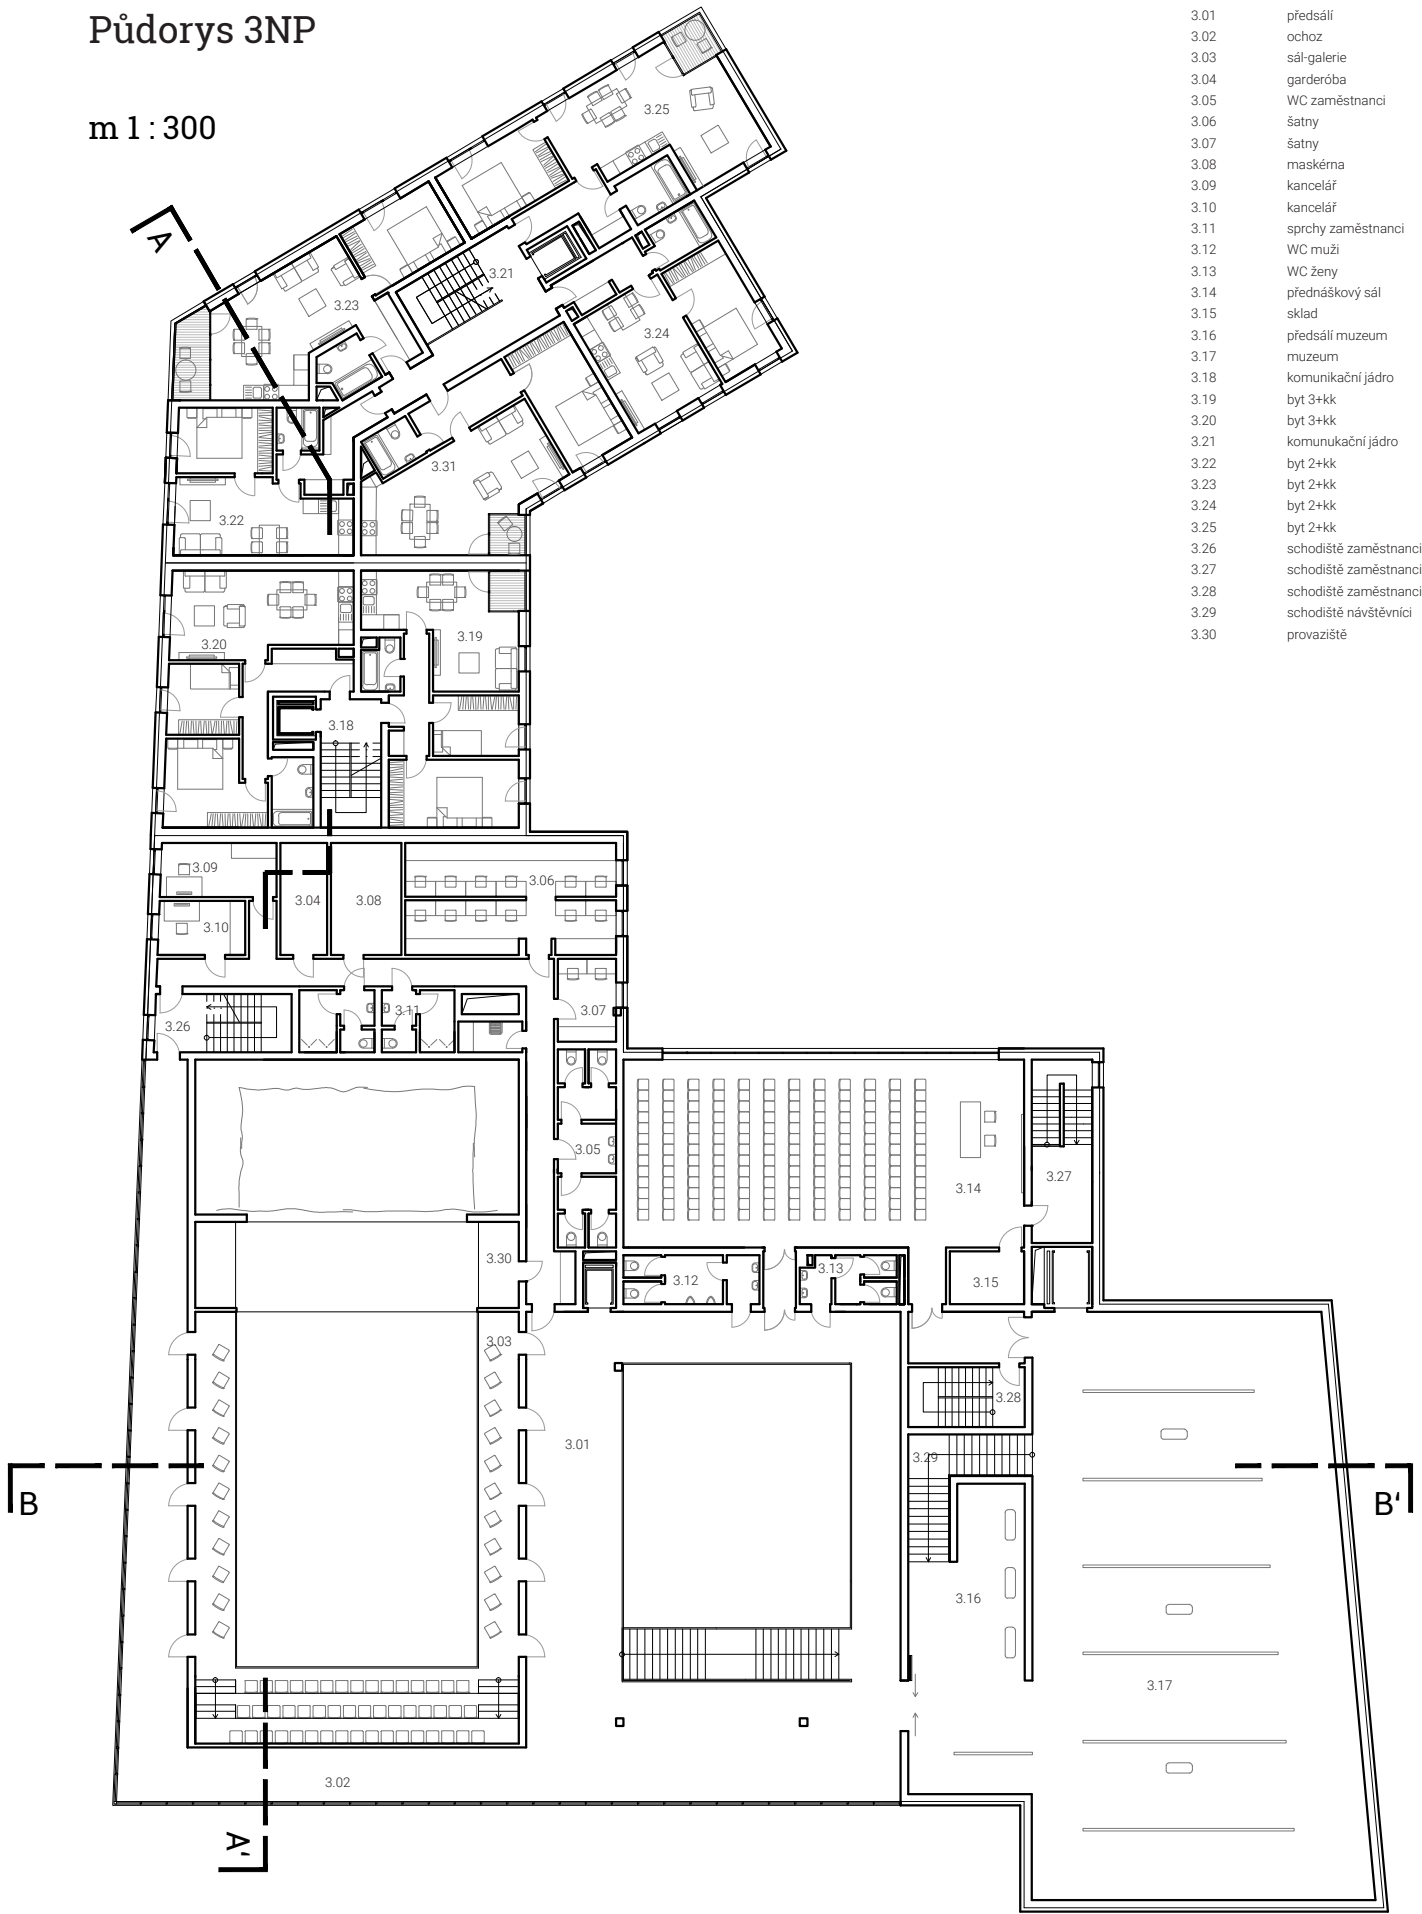 Půdorys 3NP
m 1 : 300
3.01 předsálí
3.02 ochoz
3.03 sál-galerie
3.04 garderóba
3.05 WC zaměstnanci
3.06 šatny
3.07 šatny
3.08 maskérna
3.09 kancelář
3.10 kancelář
3.11 sprchy zaměstnanci
3.12 WC muži
3.13 WC ženy
3.14 přednáškový sál
3.15 sklad
3.16 předsálí muzeum
3.17 muzeum
3.18 komunikační jádro
3.19 byt 3+kk
3.20 byt 3+kk
3.21 komunukační jádro
3.22 byt 2+kk
3.23 byt 2+kk
3.24 byt 2+kk
3.25 byt 2+kk
3.26 schodiště zaměstnanci
3.27 schodiště zaměstnanci
3.28 schodiště zaměstnanci
3.29 schodiště návštěvníci
3.30 provaziště
3.25
A
3.21
3.23
3.24
3.31
3.22
3.20
3.19
3.18
3.09
3.06
3.04
3.08
3.10
3.11
3.07
3.26
3.05
3.27
3.14
3.30
3.12
3.13
3.15
3.03
3.28
3.01
3.29
B
B'
3.16
3.17
3.02
A'